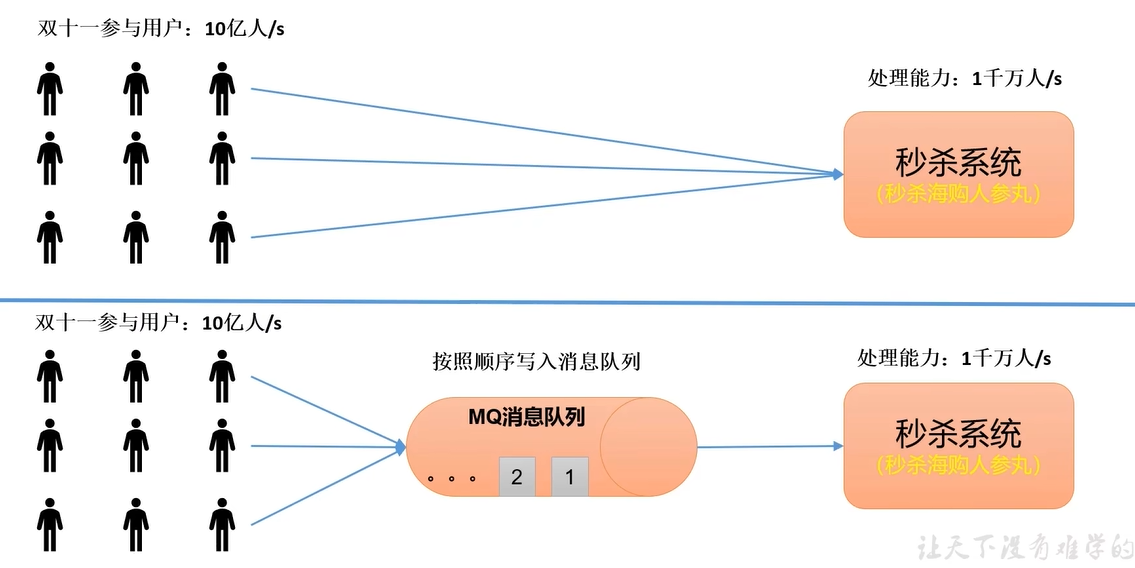 双十一参与用户：10亿人/s
处理能力：1千万人/s
秒杀系统
(秒杀海购人参丸)
双十一参与用户：10亿人/s
按照顺序写入消息队列
处理能力：1千万人/s
MQ消息队列
。。。 2 1
秒杀系统
(秒杀海购人参丸)
让天下没有难学的